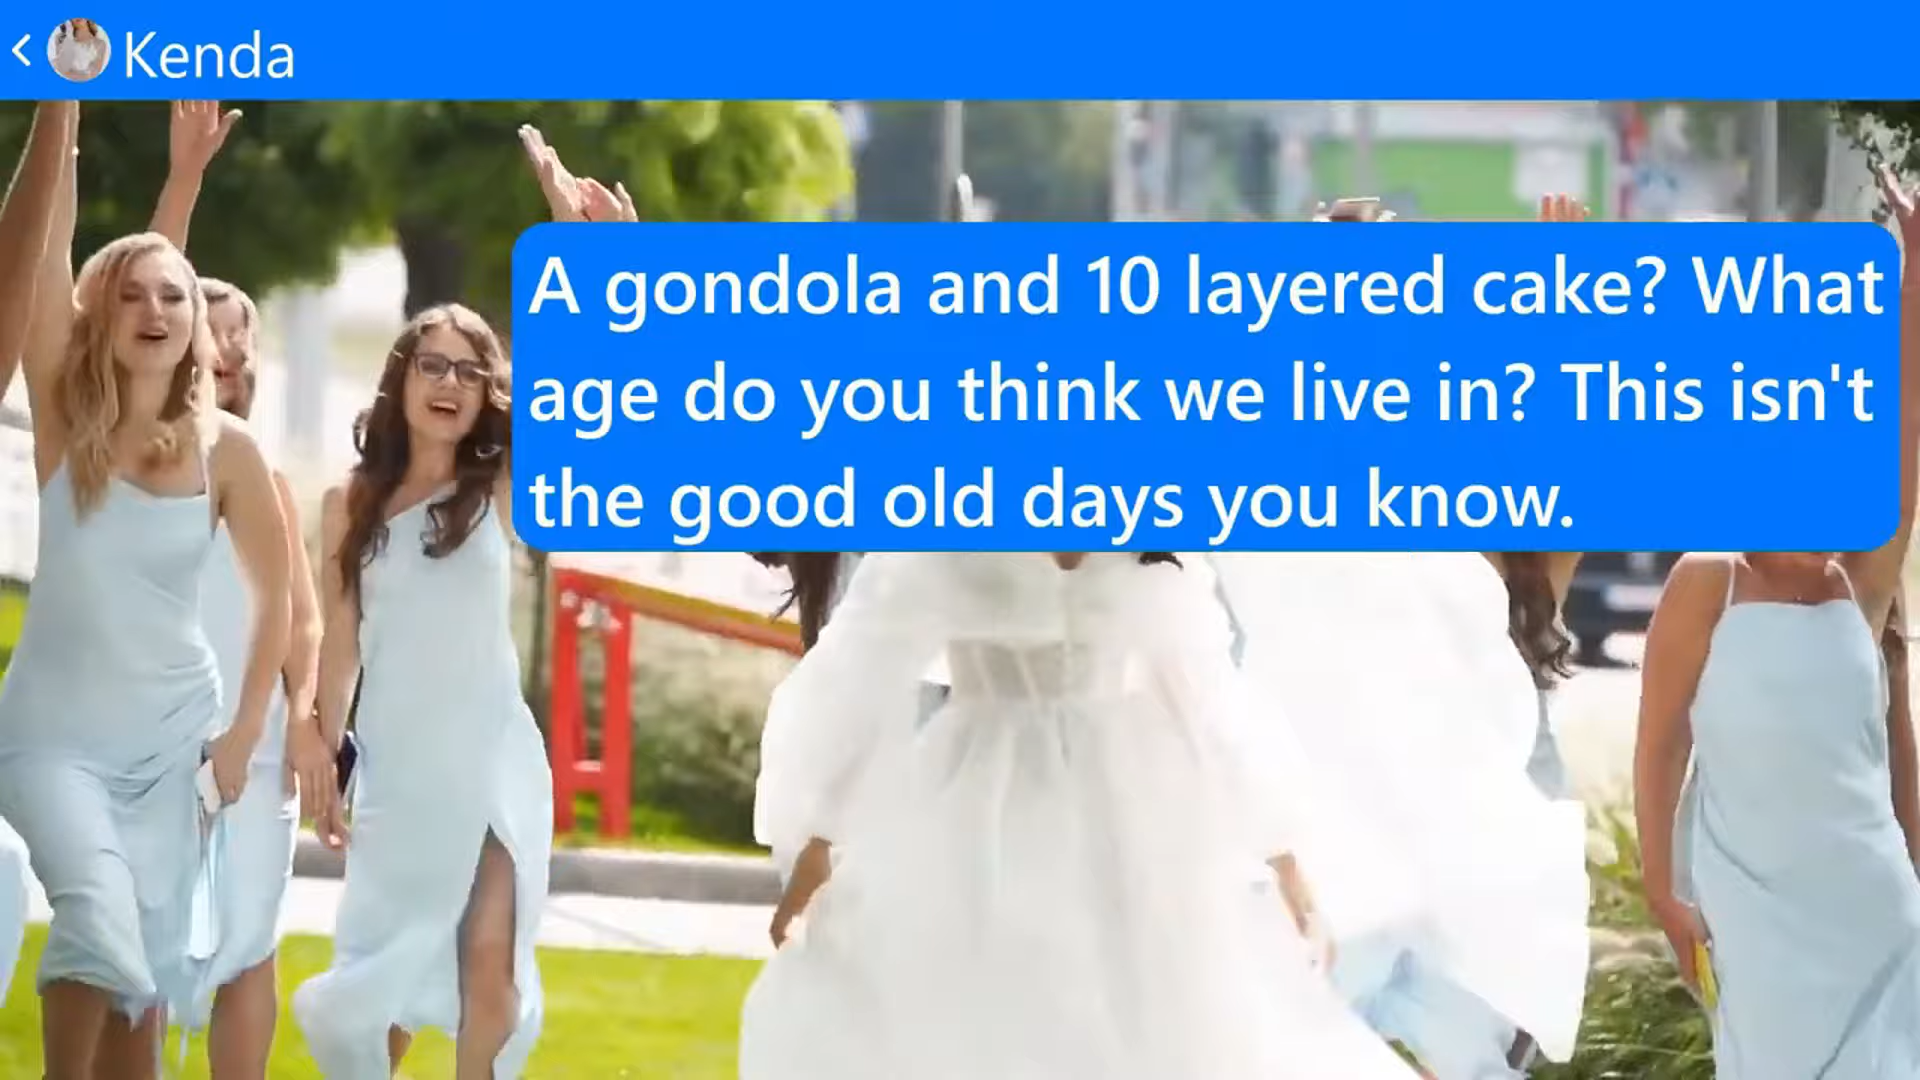 Kenda
A gondola and 10 layered cake? What
age do you think we live in? This isn't
the good old days you know.